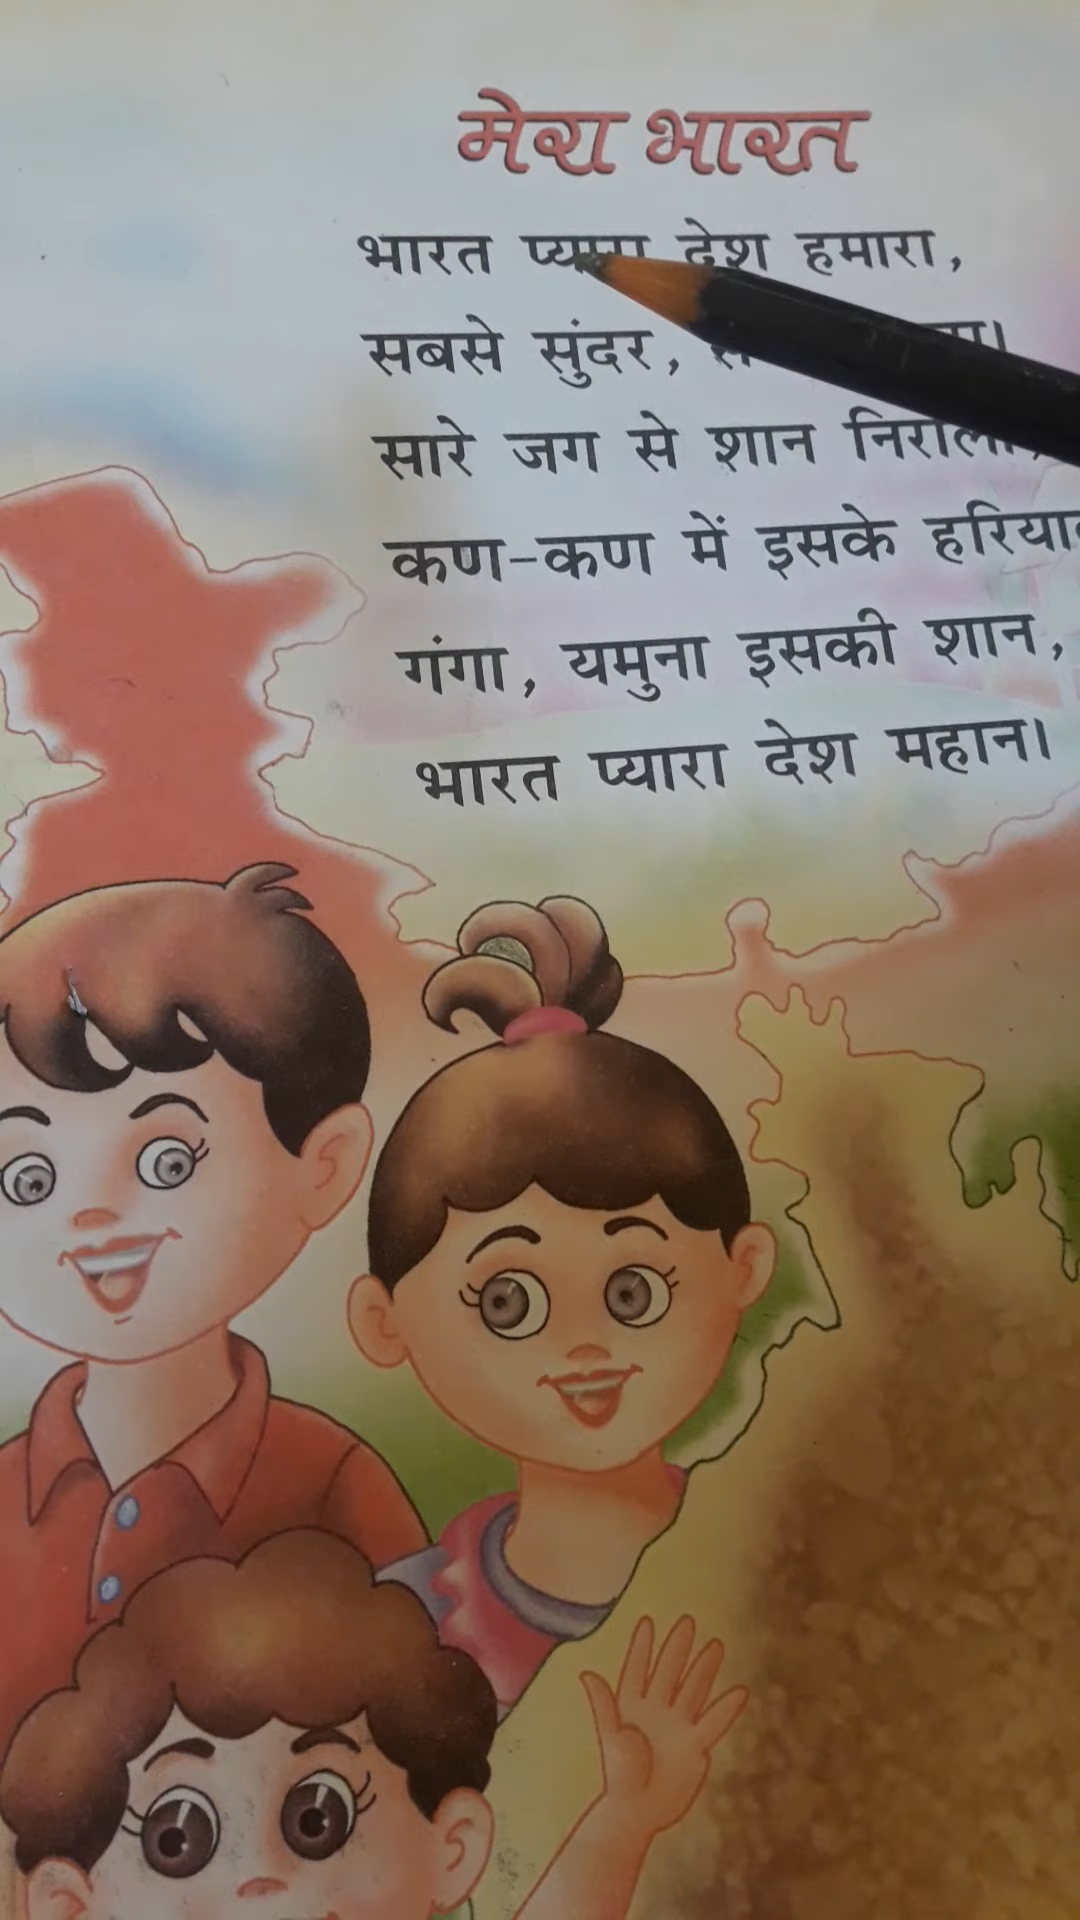 मेरा भारत
भारत प्यारा देश हमारा,
सबसे सुंदर,
सारे जग से शान
कण-कण में इसके
गंगा, यमुना इसकी शान,
भारत प्यारा देश महान।